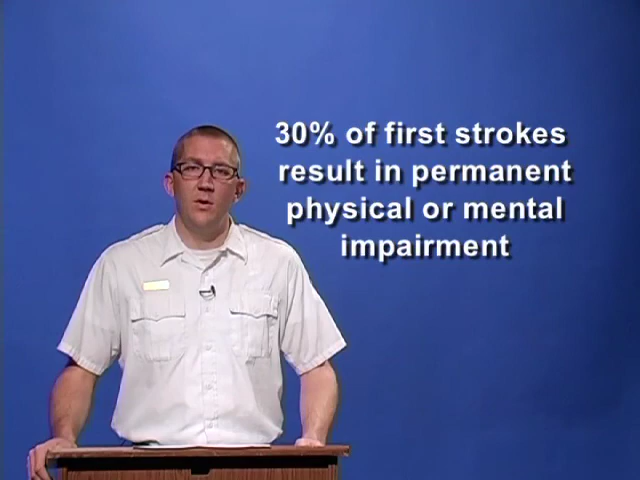 30% of first strokes
result in permanent
physical or mental
impairment